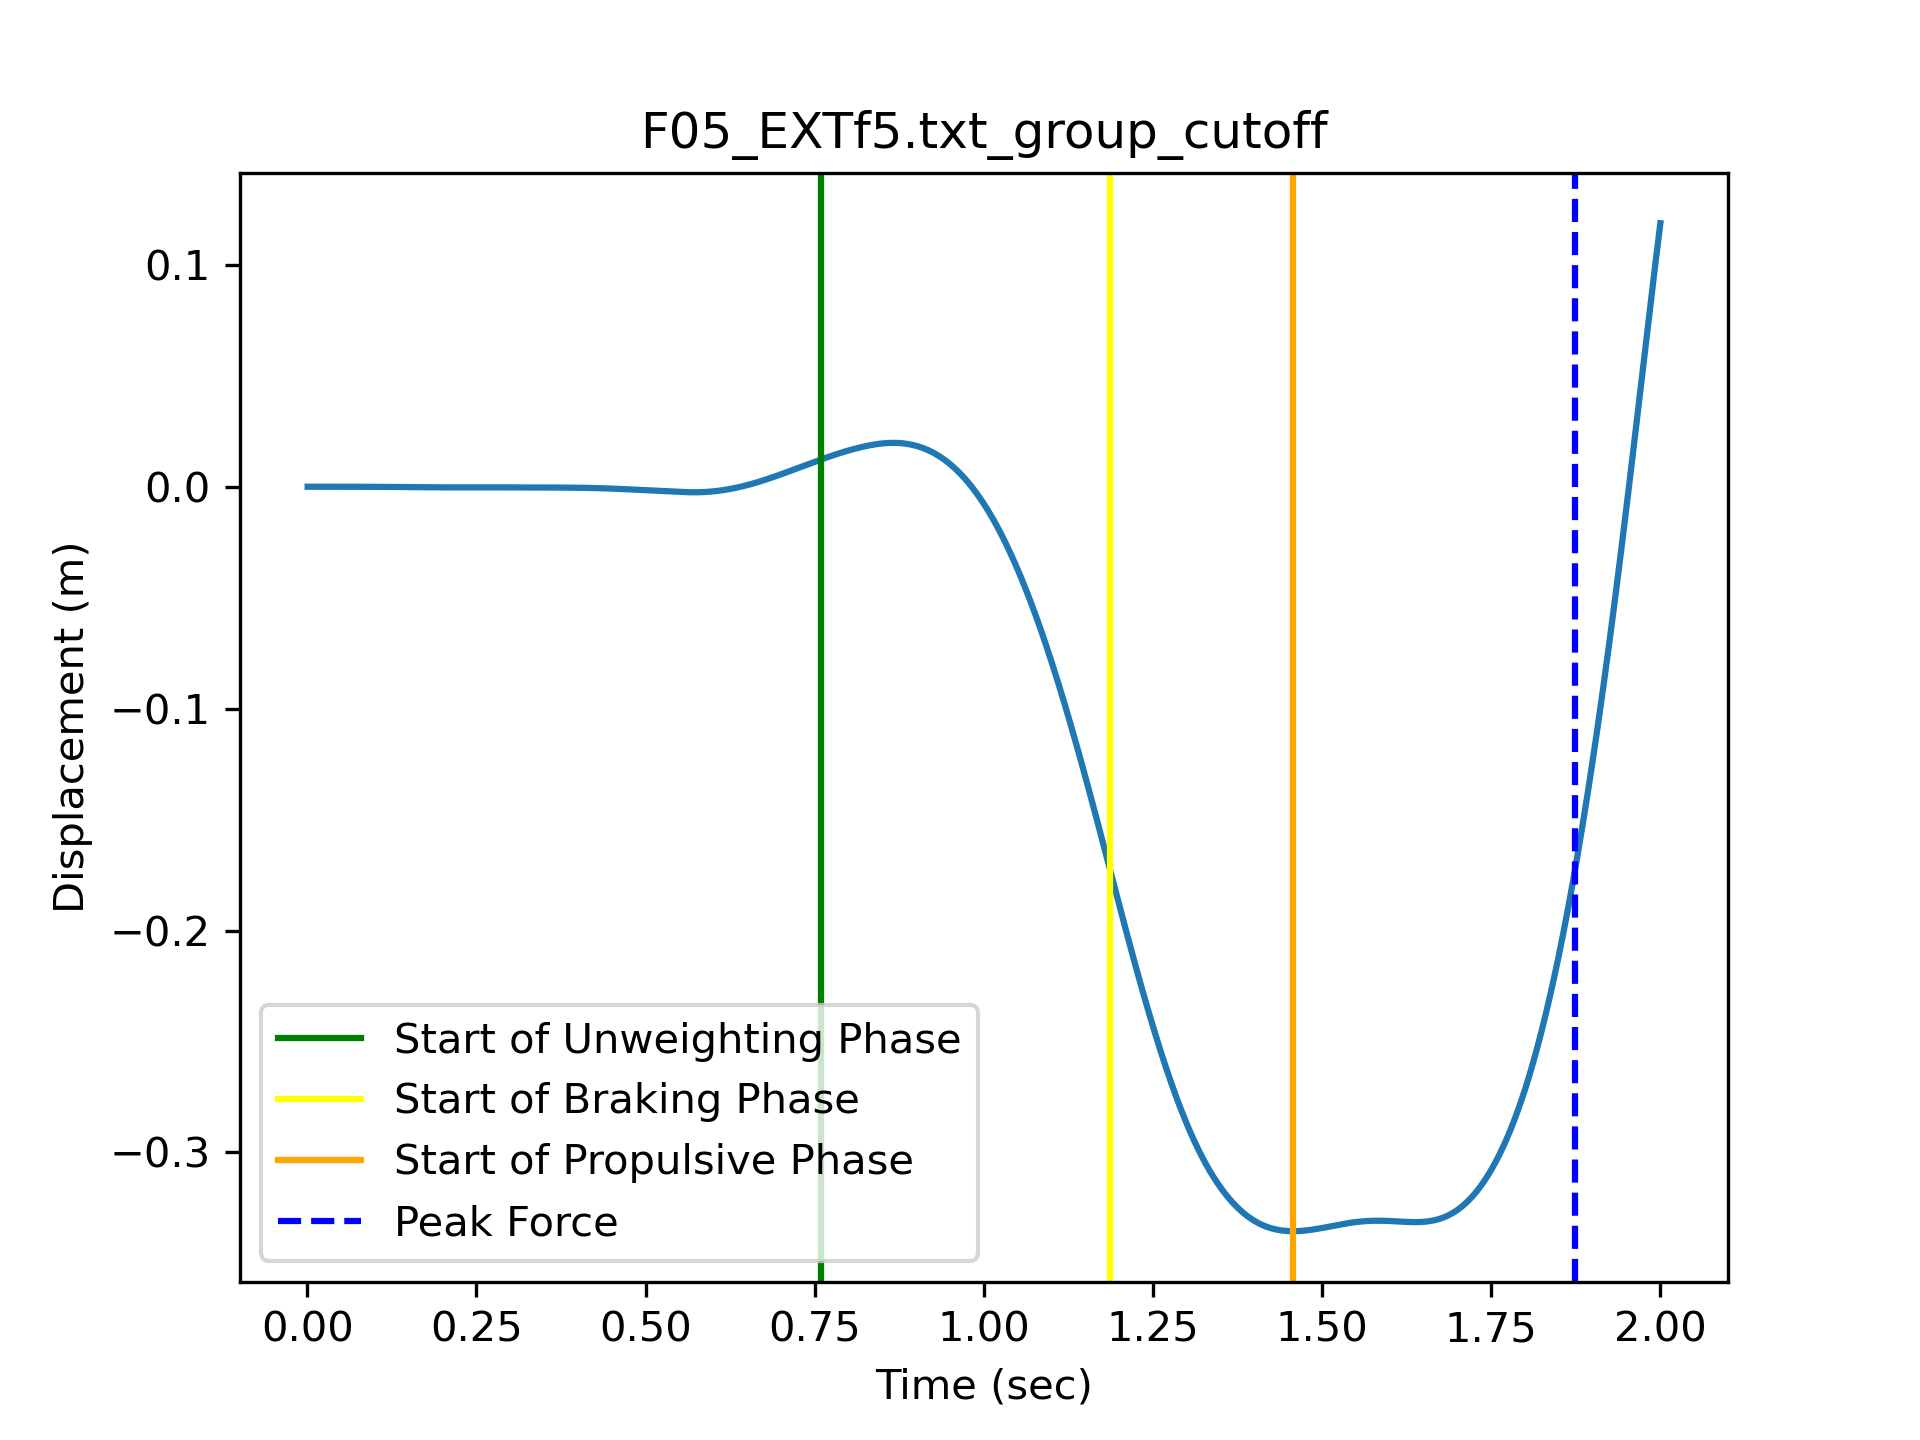 F05_EXTf5.txt_group_cutoff
0.1
0.0
−0.1
−0.2
−0.3
Displacement (m)
Start of Unweighting Phase
Start of Braking Phase
Start of Propulsive Phase
Peak Force
0.00 0.25 0.50 0.75 1.00 1.25 1.50 1.75 2.00
Time (sec)